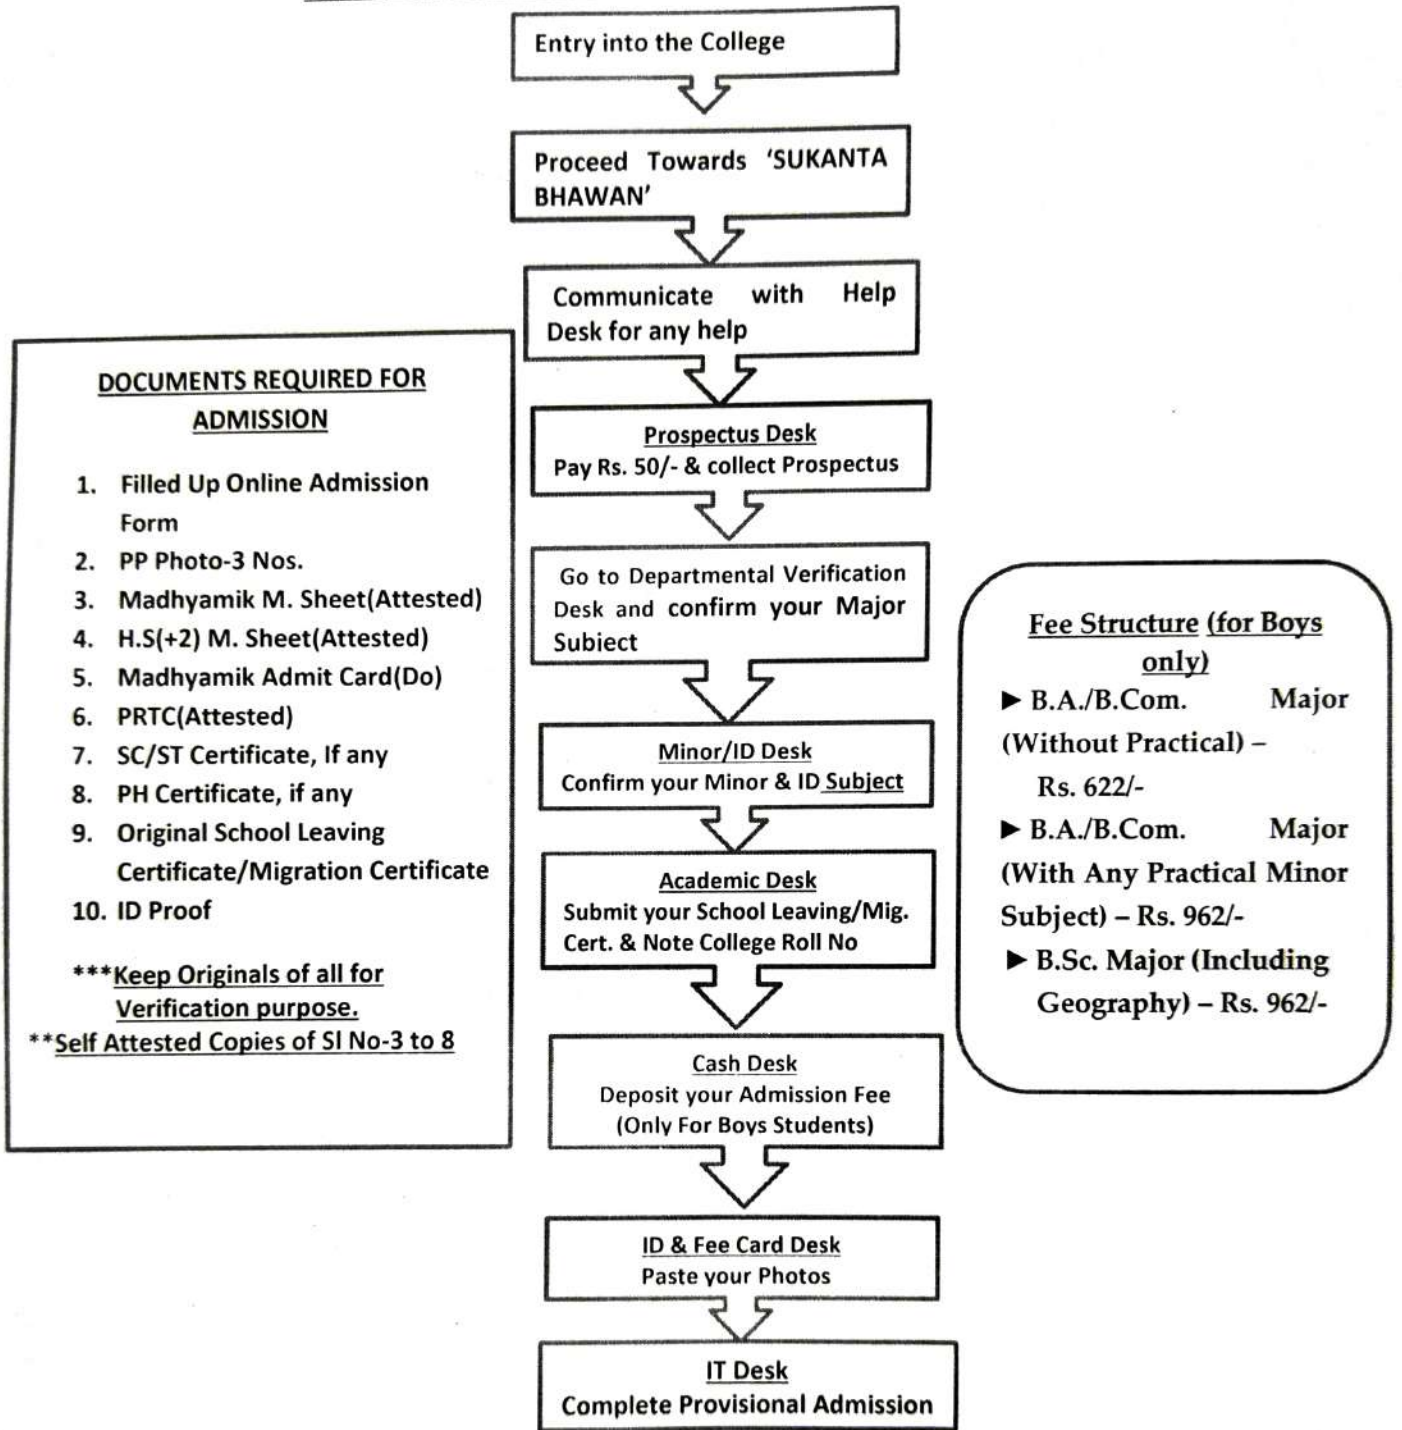 Entry into the College
Proceed Towards ‘SUKANTA
BHAWAN’
Communicate with Help
Desk for any help
Prospectus Desk
Pay Rs. 50/- & collect Prospectus
Go to Departmental Verification
Desk and confirm your Major
Subject
Minor/ID Desk
Confirm your Minor & ID Subject
Academic Desk
Submit your School Leaving/Mig.
Cert. & Note College Roll No
Cash Desk
Deposit your Admission Fee
(Only For Boys Students)
ID & Fee Card Desk
Paste your Photos
IT Desk
Complete Provisional Admission
DOCUMENTS REQUIRED FOR
ADMISSION
1. Filled Up Online Admission
Form
2. PP Photo-3 Nos.
3. Madhyamik M. Sheet(Attested)
4. H.S(+2) M. Sheet(Attested)
5. Madhyamik Admit Card(Do)
6. PRTC(Attested)
7. SC/ST Certificate, If any
8. PH Certificate, if any
9. Original School Leaving
Certificate/Migration Certificate
10. ID Proof
***Keep Originals of all for
Verification purpose.
**Self Attested Copies of Sl No-3 to 8
Fee Structure (for Boys
only)
► B.A./B.Com. Major
(Without Practical) –
Rs. 622/-
► B.A./B.Com. Major
(With Any Practical Minor
Subject) – Rs. 962/-
► B.Sc. Major (Including
Geography) – Rs. 962/-